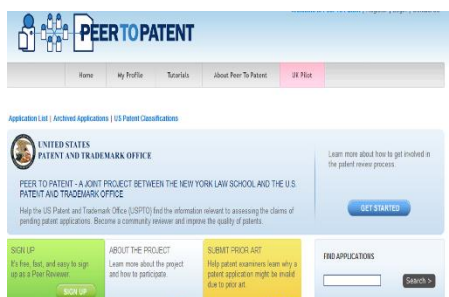 PEERTOPATENT
Home My Profile Tutorials About Peer To Patent UK Pilot
Application List | Archived Applications | US Patent Classifications
UNITED STATES
PATENT AND TRADEMARK OFFICE
Learn more about how to get involved in
the patent review process.
PEER TO PATENT - A JOINT PROJECT BETWEEN THE NEW YORK LAW SCHOOL AND THE U.S.
PATENT AND TRADEMARK OFFICE
Help the US Patent and Trademark Office (USPTO) find the information relevant to assessing the claims of
pending patent applications. Become a community reviewer and improve the quality of patents.
GET STARTED
SIGN UP
It's free, fast, and easy to sign
up as a Peer Reviewer.
SIGN UP
ABOUT THE PROJECT
Learn more about the project
and how to participate.
SUBMIT PRIOR ART
Help patent examiners learn why a
patent application might be invalid
due to prior art.
FIND APPLICATIONS
Search >